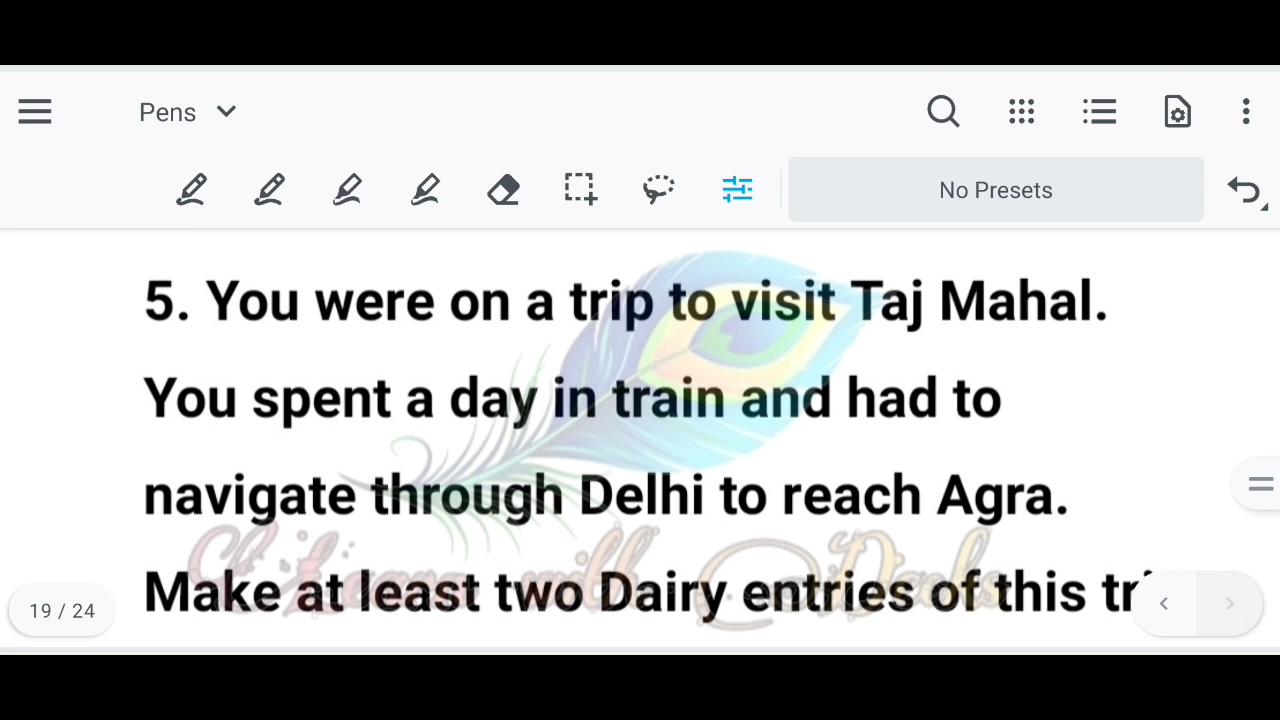 Pens
No Presets
5. You were on a trip to visit Taj Mahal.
You spent a day in train and had to
navigate through Delhi to reach Agra.
Make at least two Dairy entries of this
19 / 24